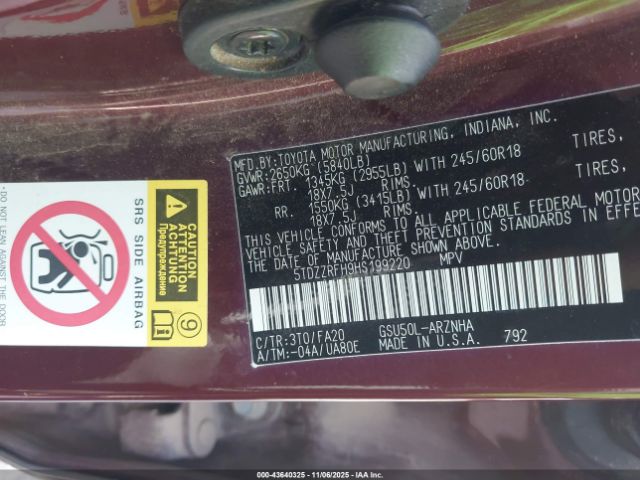 MFD.BY:TOYOTA MOTOR MANUFACTURING, INDIANA, INC.
GVWR: 2650KG (5840LB)
GAWR:FRT. 1345KG (2955LB) WITH 245/60R18 TIRES,
18X7.5J RIMS.
RR. 1550KG (3415LB) WITH 245/60R18 TIRES,
18X7.5J RIMS.
THIS VEHICLE CONFORMS TO ALL APPLICABLE FEDERAL MOTOR
VEHICLE SAFETY AND THEFT PREVENTION STANDARDS IN EFFE
ON THE DATE OF MANUFACTURE SHOWN ABOVE.
5TDZZRFH9HS199220 MPV
C/TR:3T0/FA20 GSU50L-ARZNHA
A/TM:-04A/UA80E MADE IN U.S.A. 792
SRS SIDE AIRBAG
DO NOT LEAN AGAINST THE DOOR
CAUTION
ATTENTION
ACHTUNG
Предупреждение
9
000-43640325 - 11/06/2025 - IAAI.COM